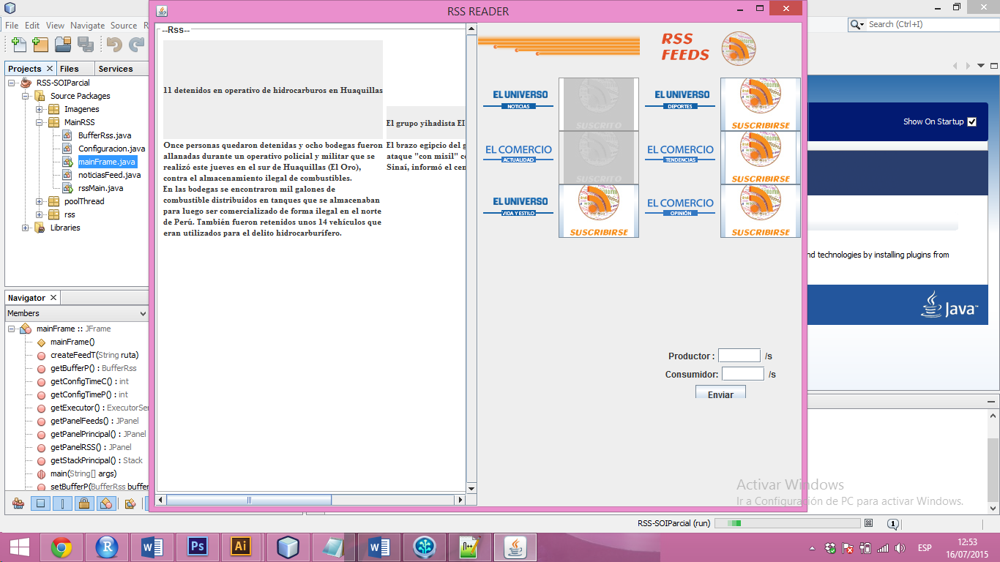 RSS READER
File Edit View Navigate Source
Search (Ctrl+I)
Projects Files Services
RSS-SOIParcial
Source Packages
Imagenes
MainRSS
BufferRss.java
Configuracion.java
mainFrame.java
noticiasFeed.java
rssMain.java
poolThread
rss
Libraries
Navigator
Members
mainFrame :: JFrame
mainFrame()
createFeedT(String ruta)
getBufferP() : BufferRss
getConfigTimeC() : int
getConfigTimeP() : int
getExecutor() : ExecutorSer
getPanelFeeds() : JPanel
getPanelPrincipal() : JPanel
getPanelRSS() : JPanel
getStackPrincipal() : Stack
main(String[] args)
setBufferP(BufferRss buffer
--Rss--
11 detenidos en operativo de hidrocarburos en Huaquillas
Once personas quedaron detenidas y ocho bodegas fueron
allanadas durante un operativo policial y militar que se
realizó este jueves en el sur de Huaquillas (El Oro),
contra el almacenamiento ilegal de combustibles.
En las bodegas se encontraron mil galones de
combustible distribuidos en tanques que se almacenaban
para luego ser comercializado de forma ilegal en el norte
de Perú. También fueron retenidos unos 14 vehículos que
eran utilizados para el delito hidrocarburífero.
El grupo yihadista EI
El brazo egipcio del g
ataque "con misil" co
Sinaí, informó el cen
RSS
FEEDS
EL UNIVERSO
NOTICIAS
SUSCRITO
EL UNIVERSO
DEPORTES
SUSCRIBIRSE
EL COMERCIO
ACTUALIDAD
SUSCRITO
EL COMERCIO
TENDENCIAS
SUSCRIBIRSE
EL UNIVERSO
VIDA Y ESTILO
SUSCRIBIRSE
EL COMERCIO
OPINIÓN
SUSCRIBIRSE
Productor : /s
Consumidor: /s
Enviar
Show On Startup
nd technologies by installing plugins from
Java™
Activar Windows
Ir a Configuración de PC para activar Windows.
RSS-SOIParcial (run)
1
ESP
12:53
16/07/2015